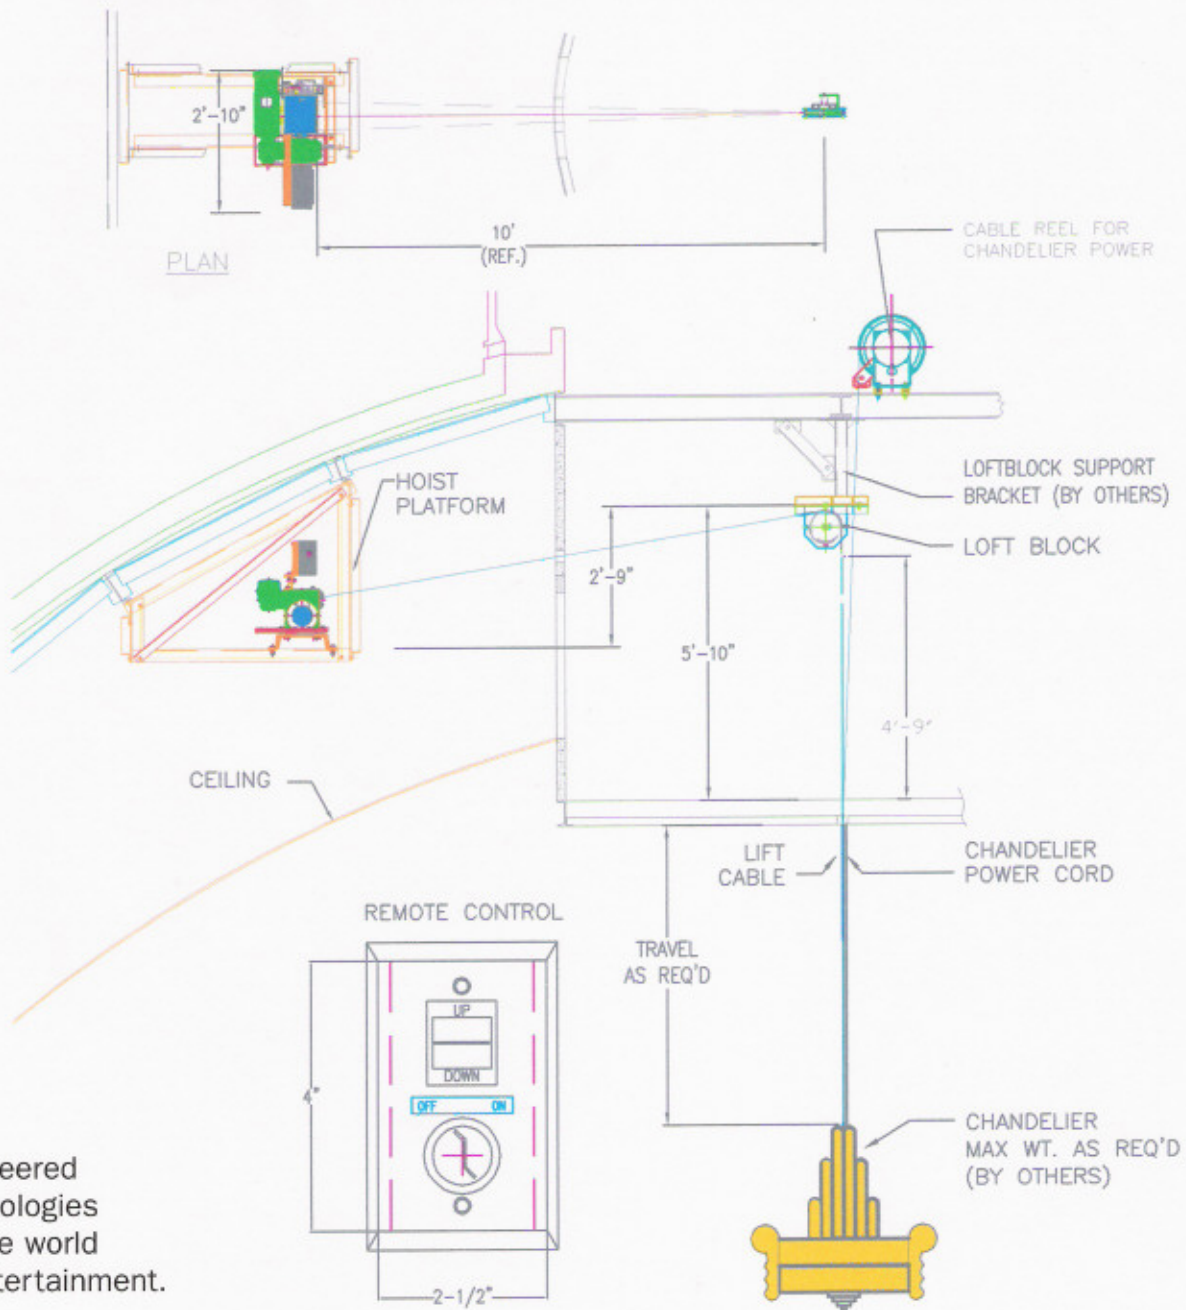 2'-10"
10'
(REF.)
PLAN
CABLE REEL FOR
CHANDELIER POWER
HOIST
PLATFORM
LOFTBLOCK SUPPORT
BRACKET (BY OTHERS)
LOFT BLOCK
2'-9"
5'-10"
4'-9"
CEILING
LIFT
CABLE
CHANDELIER
POWER CORD
REMOTE CONTROL
TRAVEL
AS REQ'D
UP
DOWN
4"
OFF ON
CHANDELIER
MAX WT. AS REQ'D
(BY OTHERS)
eered
ologies
e world
tertainment.
2-1/2"